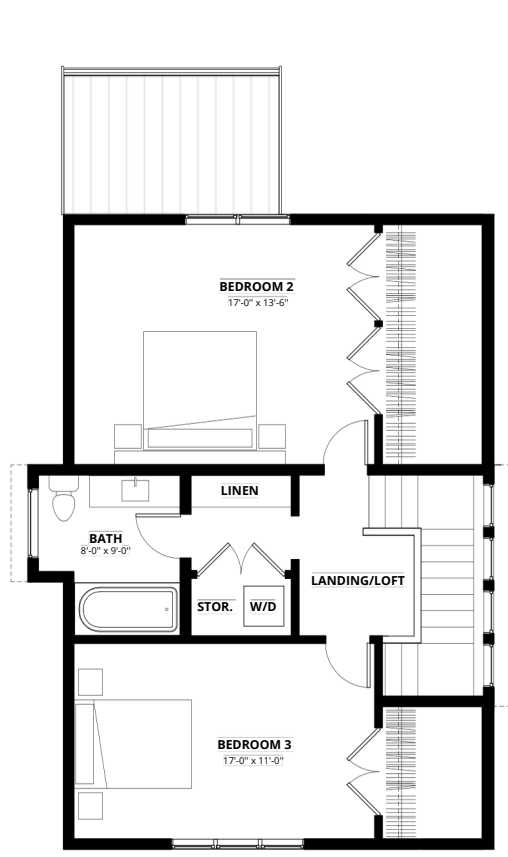 BEDROOM 2
17'-0" x 13'-6"
LINEN
BATH
8'-0" x 9'-0"
LANDING/LOFT
STOR.
W/D
BEDROOM 3
17'-0" x 11'-0"